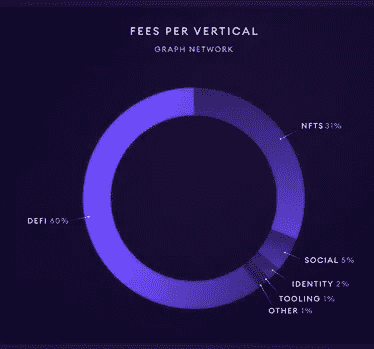 FEES PER VERTICAL
GRAPH NETWORK
NFTS 31%
DEFI 60%
SOCIAL 5%
IDENTITY 2%
TOOLING 1%
OTHER 1%